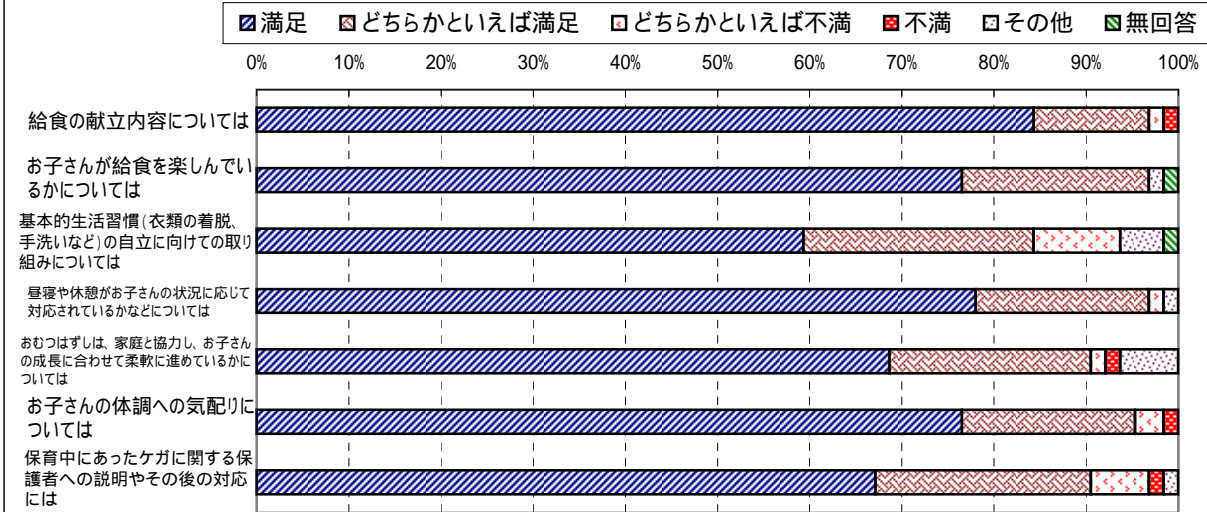 満足 どちらかといえば満足 どちらかといえば不満 不満 その他 無回答
0% 10% 20% 30% 40% 50% 60% 70% 80% 90% 100%
給食の献立内容については
お子さんが給食を楽しんでい
るかについては
基本的生活習慣(衣類の着脱、
手洗いなど)の自立に向けての取り
組みについては
昼寝や休憩がお子さんの状況に応じて
対応されているかなどについては
おむつはずしは、家庭と協力し、お子さん
の成長に合わせて柔軟に進めているかに
ついては
お子さんの体調への気配りに
ついては
保育中にあったケガに関する保
護者への説明やその後の対応
には